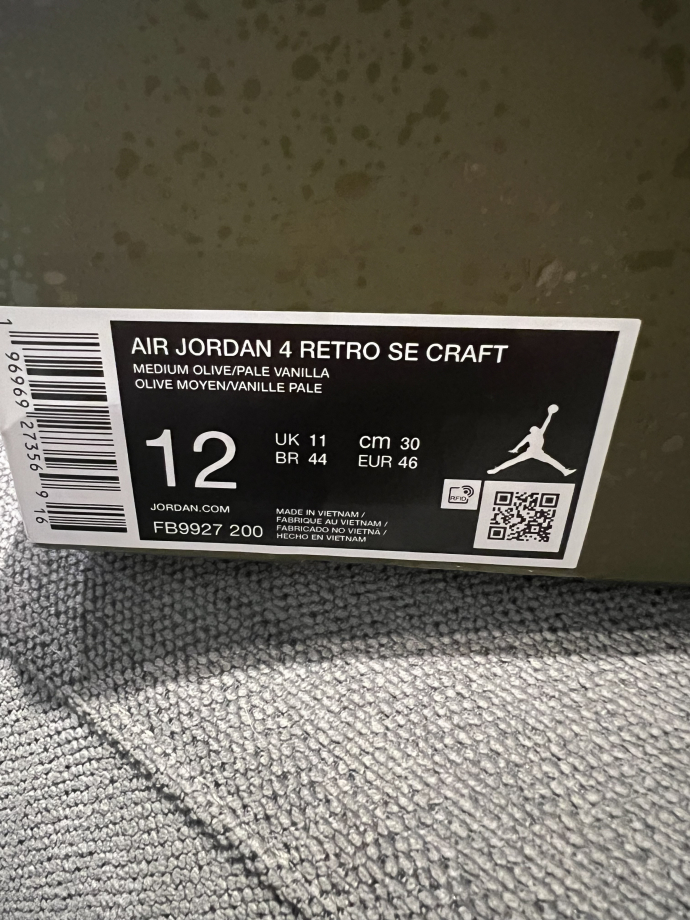 1 96969 27356 9 16
AIR JORDAN 4 RETRO SE CRAFT
MEDIUM OLIVE/PALE VANILLA
OLIVE MOYEN/VANILLE PALE
12
UK 11 cm 30
BR 44 EUR 46
RFID
JORDAN.COM
FB9927 200
MADE IN VIETNAM /
FABRIQUE AU VIETNAM /
FABRICADO NO VIETNA /
HECHO EN VIETNAM